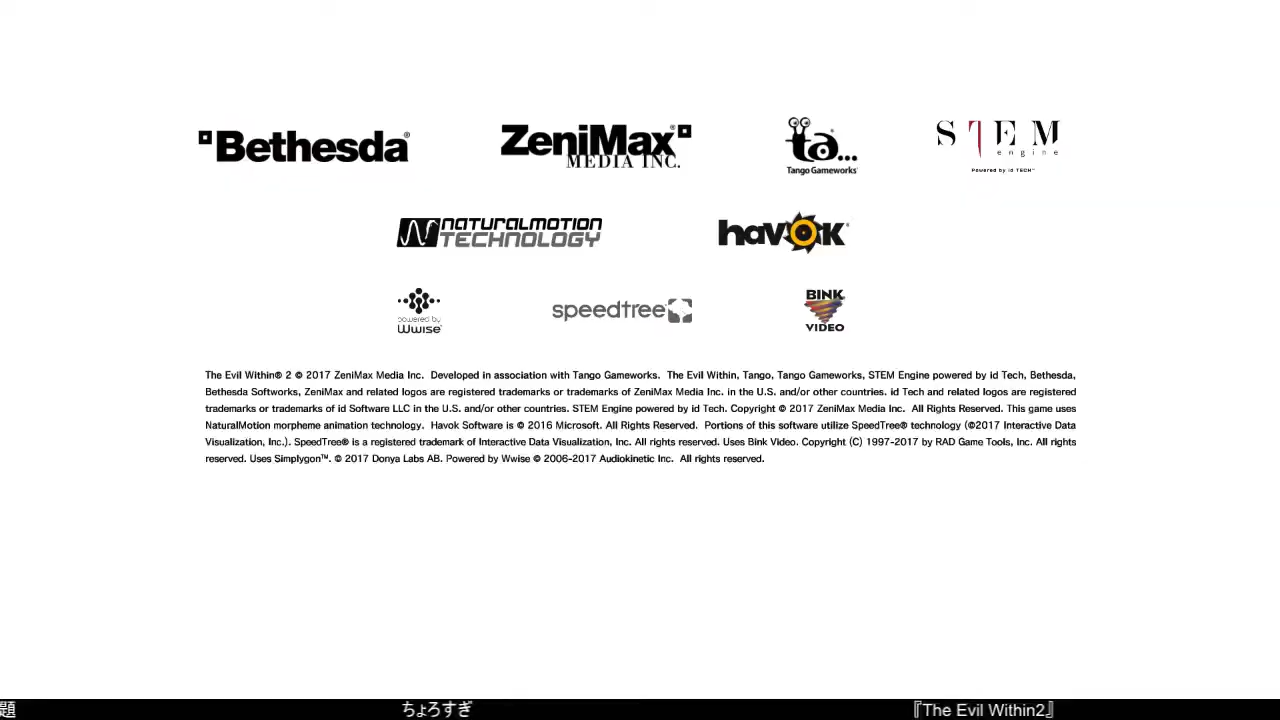 Bethesda®
ZeniMax®
MEDIA INC.
ta...®
Tango Gameworks®
STEM
engine
Powered by id TECH™
NATURALMOTION
TECHNOLOGY
havok®
powered by
Wwise®
speedtree®
BINK
VIDEO
The Evil Within® 2 © 2017 ZeniMax Media Inc.  Developed in association with Tango Gameworks.  The Evil Within, Tango, Tango Gameworks, STEM Engine powered by id Tech, Bethesda,
Bethesda Softworks, ZeniMax and related logos are registered trademarks or trademarks of ZeniMax Media Inc. in the U.S. and/or other countries. id Tech and related logos are registered
trademarks or trademarks of id Software LLC in the U.S. and/or other countries. STEM Engine powered by id Tech. Copyright © 2017 ZeniMax Media Inc.  All Rights Reserved. This game uses
NaturalMotion morpheme animation technology.  Havok Software is © 2016 Microsoft. All Rights Reserved.  Portions of this software utilize SpeedTree® technology (©2017 Interactive Data
Visualization, Inc.). SpeedTree® is a registered trademark of Interactive Data Visualization, Inc. All rights reserved. Uses Bink Video. Copyright (C) 1997-2017 by RAD Game Tools, Inc. All rights
reserved. Uses Simplygon™. © 2017 Donya Labs AB. Powered by Wwise © 2006-2017 Audiokinetic Inc.  All rights reserved.
題 ちょろすぎ 『The Evil Within2』